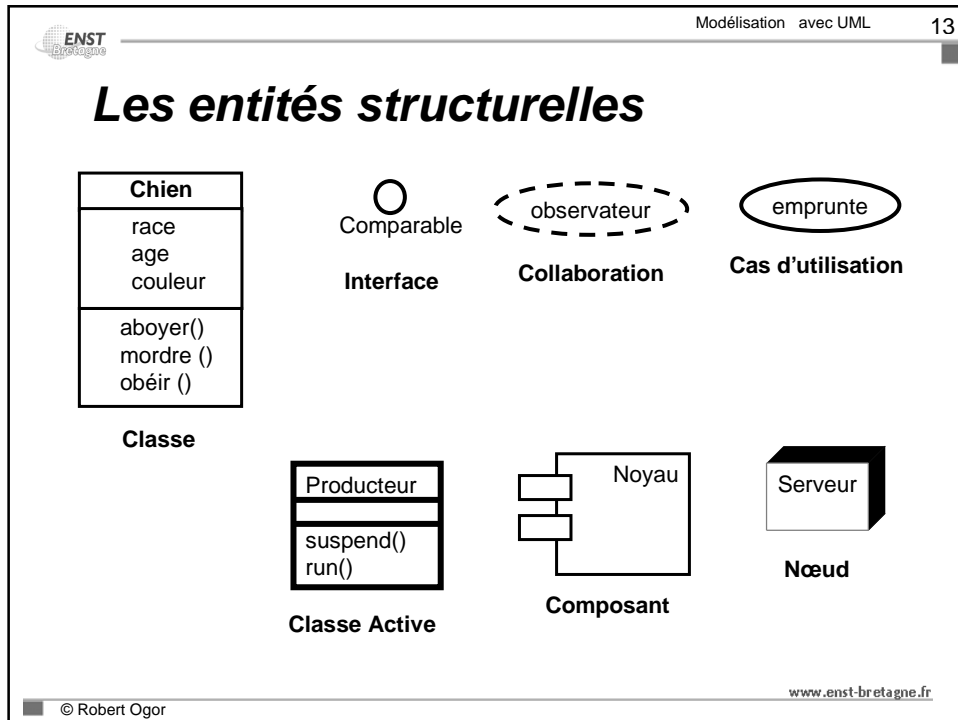 Modélisation avec UML
13
ENST
Bretagne
Les entités structurelles
Chien
race
age
couleur
aboyer()
mordre ()
obéir ()
Classe
Comparable
Interface
observateur
Collaboration
emprunte
Cas d'utilisation
Producteur
suspend()
run()
Classe Active
Noyau
Composant
Serveur
Nœud
www.enst-bretagne.fr
© Robert Ogor